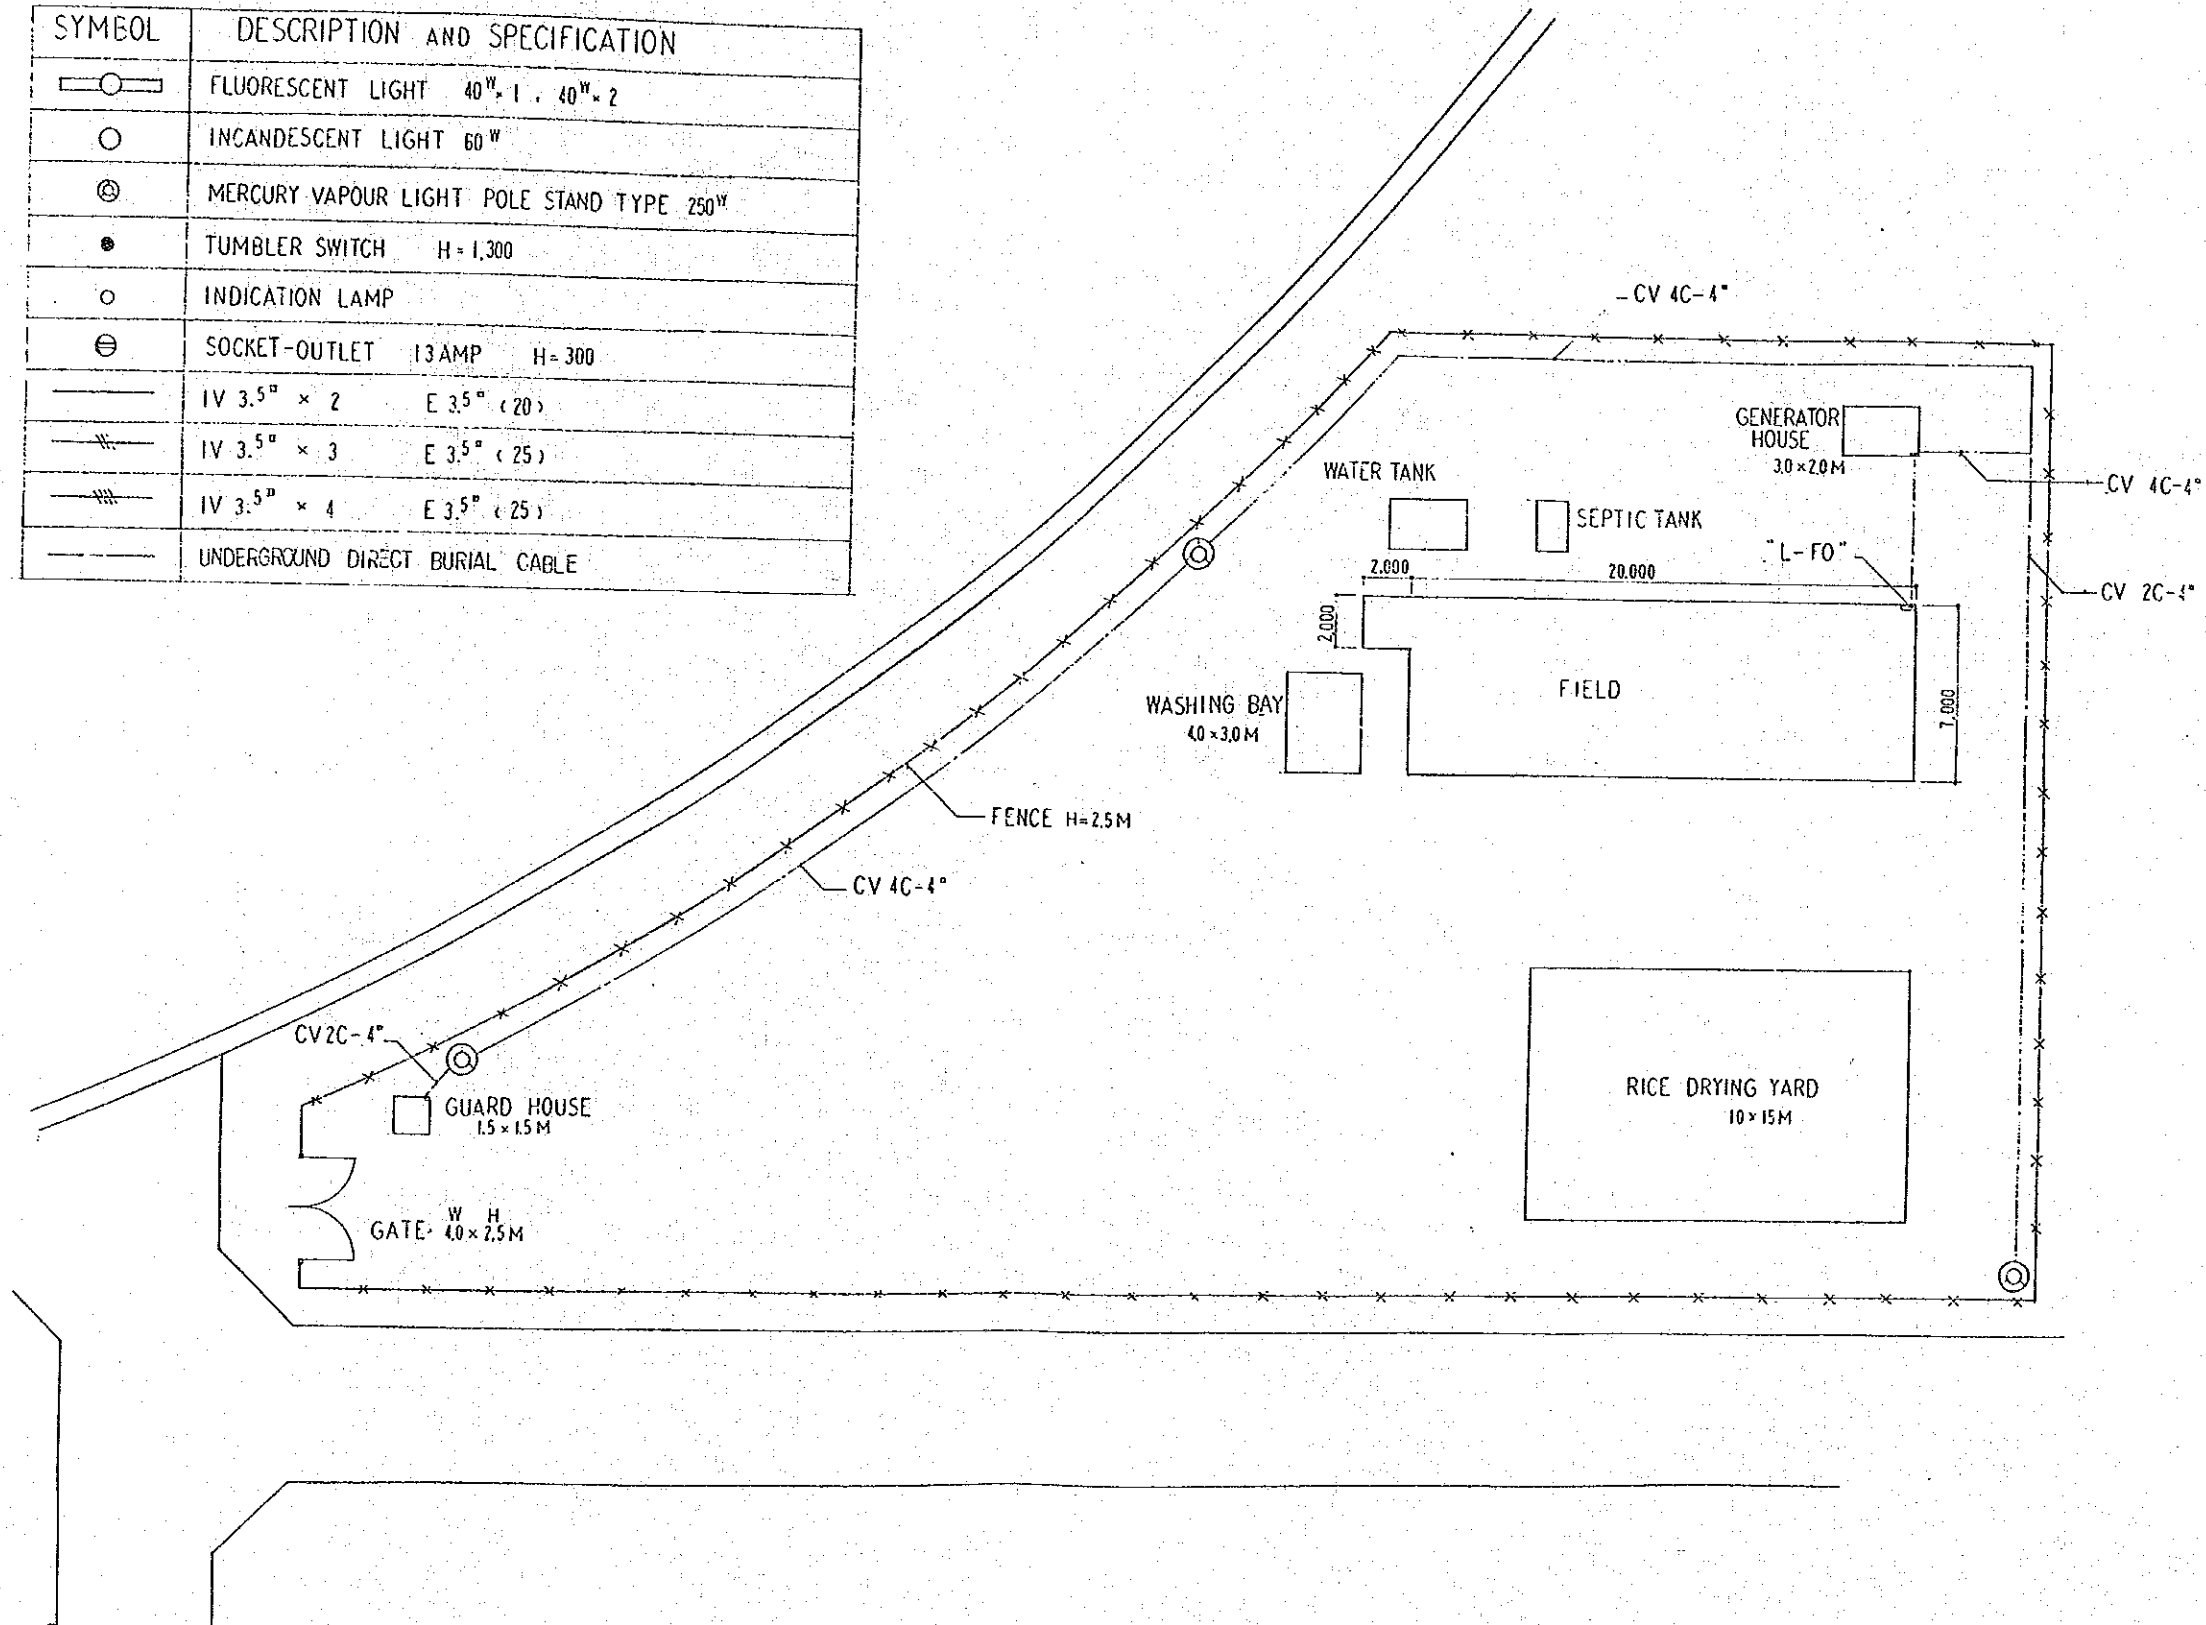 SYMBOL DESCRIPTION AND SPECIFICATION
FLUORESCENT LIGHT 40W×1 . 40W×2
INCANDESCENT LIGHT 60W
MERCURY VAPOUR LIGHT POLE STAND TYPE 250W
TUMBLER SWITCH H=1,300
INDICATION LAMP
SOCKET-OUTLET 13AMP H=300
IV 3.5□ × 2 E 3.5□ (20)
IV 3.5□ × 3 E 3.5□ (25)
IV 3.5□ × 4 E 3.5□ (25)
UNDERGROUND DIRECT BURIAL CABLE
CV 4C-4□
GENERATOR
HOUSE
3.0×2.0M
WATER TANK
CV 4C-4□
SEPTIC TANK
"L-FO"
2.000
20.000
CV 2C-4□
2,000
FIELD
WASHING BAY
4.0×3.0M
7,000
FENCE H=2.5M
CV 4C-4□
CV2C-4□
GUARD HOUSE
1.5×1.5M
RICE DRYING YARD
10×15M
W H
GATE 4.0×2.5M